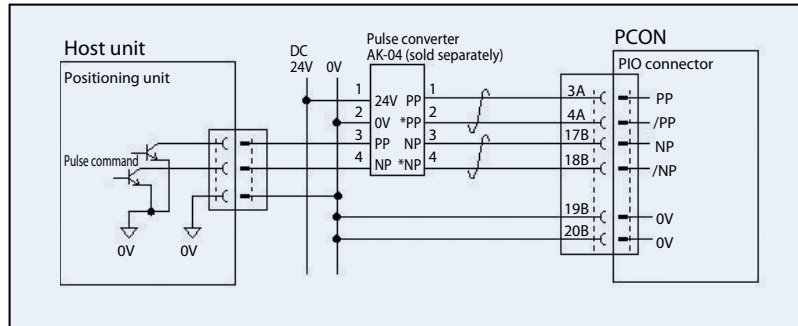 Host unit
Positioning unit
Pulse command
0V
0V
DC
24V 0V
Pulse converter
AK-04 (sold separately)
1 24V PP 1
2 0V *PP 2
3 PP NP 3
4 NP *NP 4
PCON
PIO connector
3A PP
4A /PP
17B NP
18B /NP
19B 0V
20B 0V